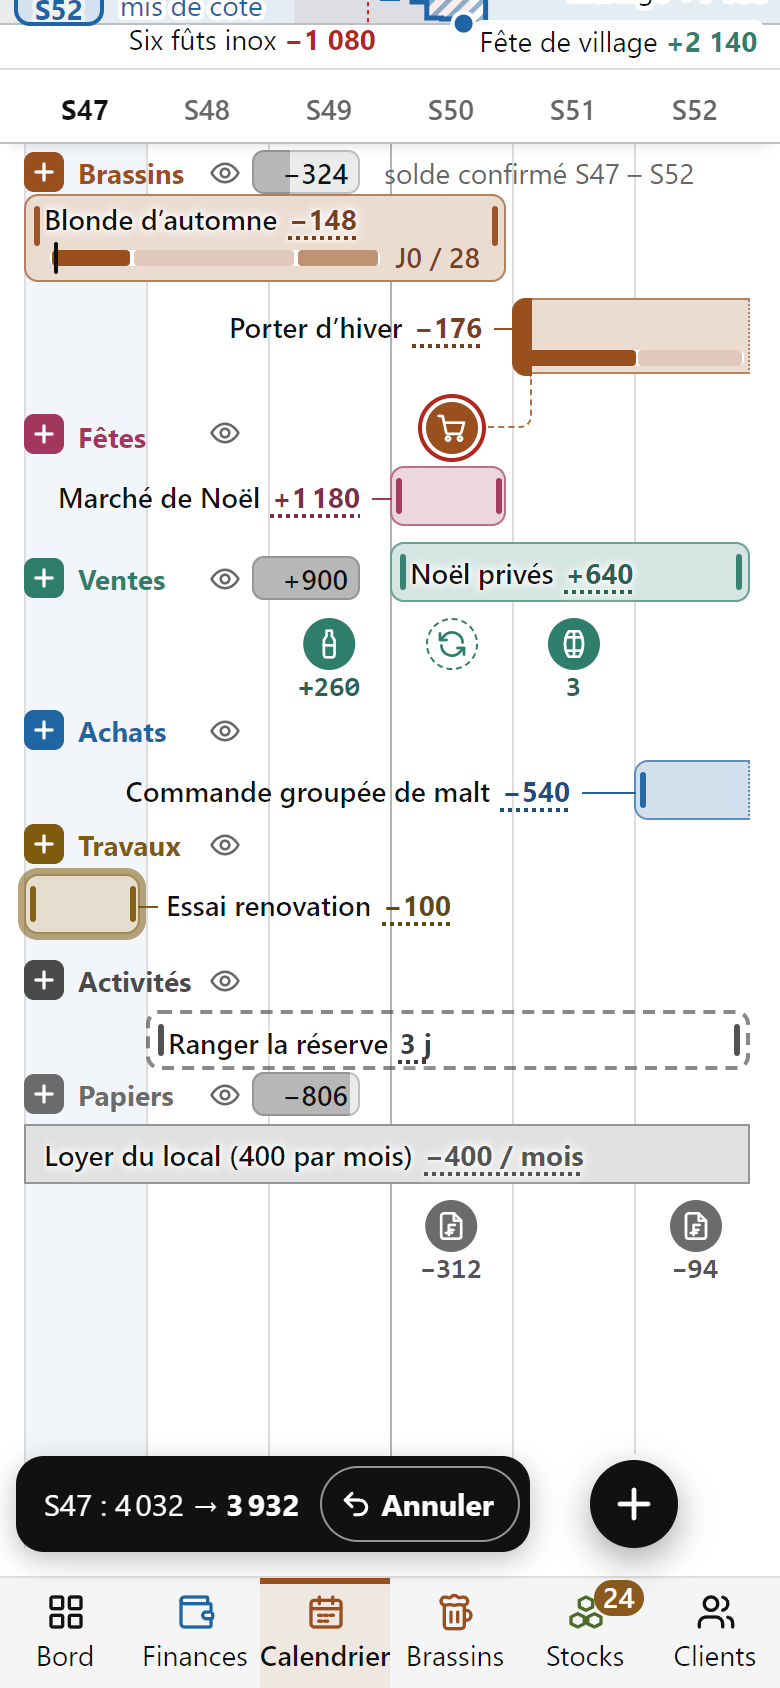 S52 mis de côté
Six fûts inox −1 080
Fête de village +2 140
S47 S48 S49 S50 S51 S52
Brassins −324 solde confirmé S47 – S52
Blonde d’automne −148
J0 / 28
Porter d’hiver −176
Fêtes
Marché de Noël +1 180
Ventes +900 Noël privés +640
+260 3
Achats
Commande groupée de malt −540
Travaux
Essai renovation −100
Activités
Ranger la réserve 3 j
Papiers −806
Loyer du local (400 par mois) −400 / mois
−312 −94
S47 : 4 032 → 3 932 Annuler
24
Bord Finances Calendrier Brassins Stocks Clients